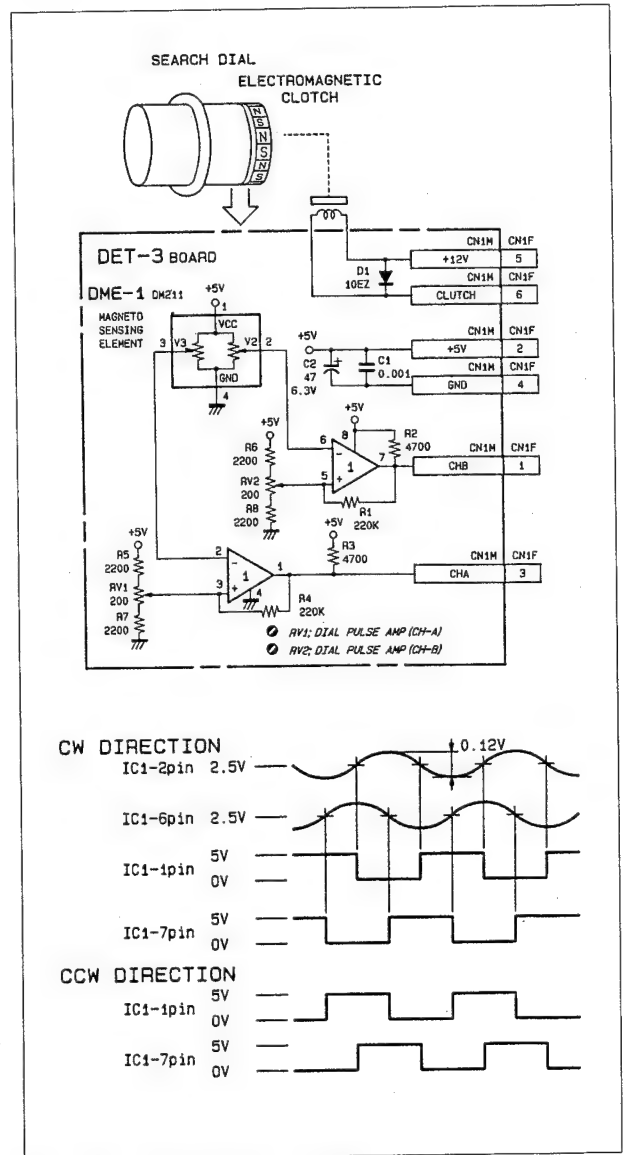 SEARCH DIAL
ELECTROMAGNETIC
CLOTCH
N
S
N
S
N
S
DET-3 BOARD
CN1M CN1F
+12V 5
D1
10EZ
CN1M CN1F
CLUTCH 6
DME-1 DM211
MAGNETO
SENSING
ELEMENT
+5V
1
VCC
3 V3 V2 2
GND
4
+5V
CN1M CN1F
+5V 2
C2
47
6.3V
C1
0.001
CN1M CN1F
GND 4
+5V
R6
2200
RV2
200
R8
2200
6
5
8
1
7
+5V
R2
4700
R1
220K
CN1M CN1F
CHB 1
+5V
R5
2200
RV1
200
R7
2200
2
3
1
4
1
R4
220K
+5V
R3
4700
CN1M CN1F
CHA 3
RV1; DIAL PULSE AMP (CH-A)
RV2; DIAL PULSE AMP (CH-B)
CW DIRECTION
IC1-2pin 2.5V
0.12V
IC1-6pin 2.5V
IC1-1pin 5V
0V
IC1-7pin 5V
0V
CCW DIRECTION
IC1-1pin 5V
0V
IC1-7pin 5V
0V